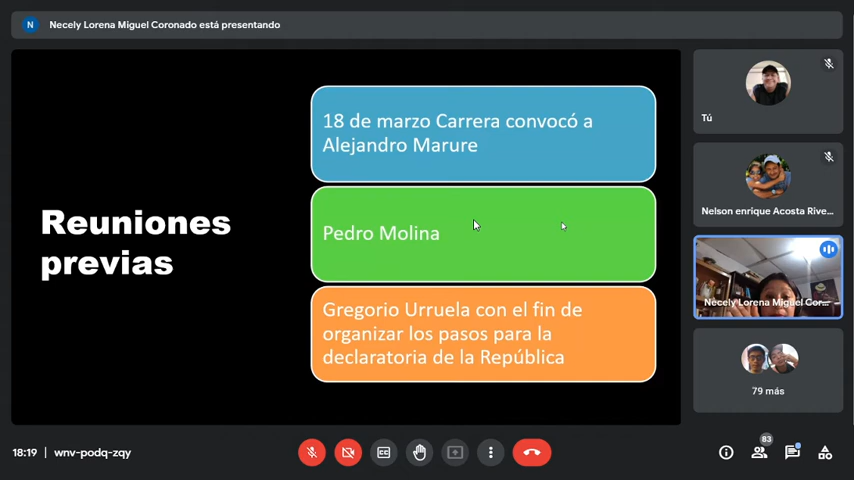 N Necely Lorena Miguel Coronado está presentando
Reuniones
previas
18 de marzo Carrera convocó a
Alejandro Marure
Pedro Molina
Gregorio Urruela con el fin de
organizar los pasos para la
declaratoria de la República
Tú
Nelson enrique Acosta Rive...
Necely Lorena Miguel Cor...
79 más
18:19 | wnv-podq-zqy
83